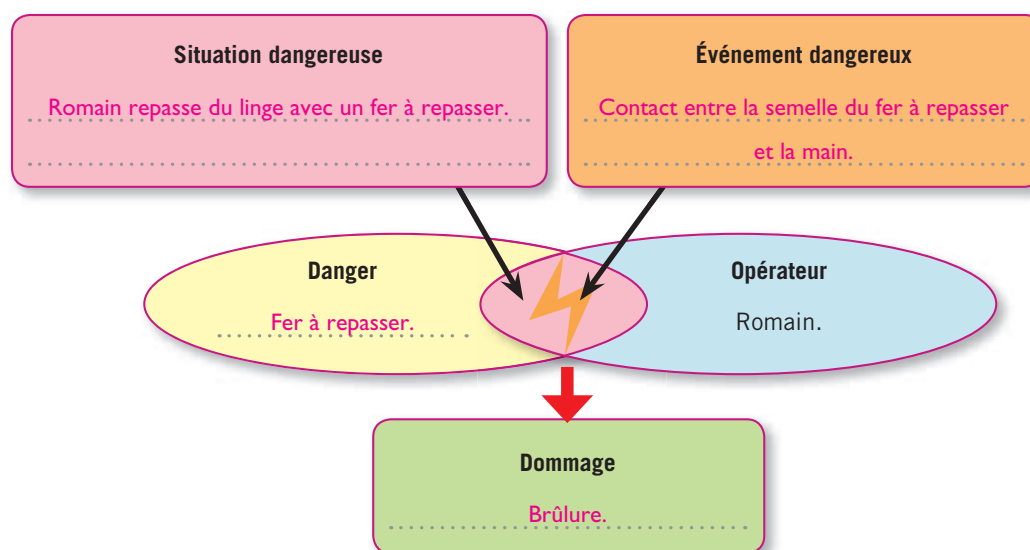 Situation dangereuse
Romain repasse du linge avec un fer à repasser.
Événement dangereux
Contact entre la semelle du fer à repasser
et la main.
Danger
Fer à repasser.
Opérateur
Romain.
Dommage
Brûlure.